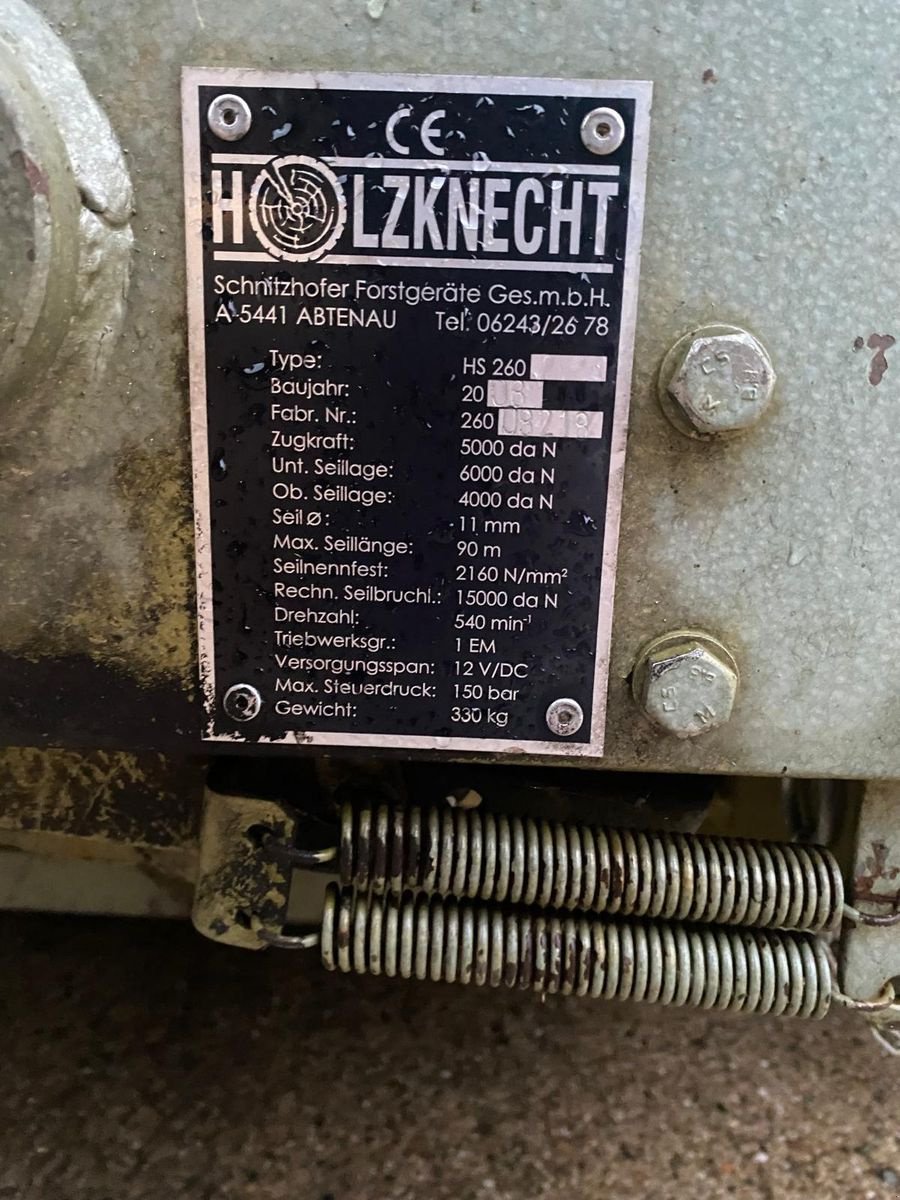 CE
HOLZKNECHT
Schnitzhofer Forstgeräte Ges.m.b.H.
A-5441 ABTENAU Tel. 06243/26 78
Type: HS 260
Baujahr: 20 08
Fabr. Nr.: 260 08218
Zugkraft: 5000 da N
Unt. Seillage: 6000 da N
Ob. Seillage: 4000 da N
Seil Ø: 11 mm
Max. Seillänge: 90 m
Seilnennfest: 2160 N/mm²
Rechn. Seilbruchl.: 15000 da N
Drehzahl: 540 min⁻¹
Triebwerksgr.: 1 EM
Versorgungsspan: 12 V/DC
Max. Steuerdruck: 150 bar
Gewicht: 330 kg